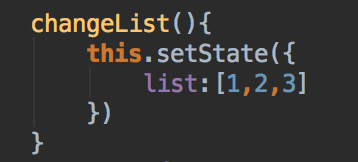 changeList(){
    this.setState({
        list:[1,2,3]
    })
}